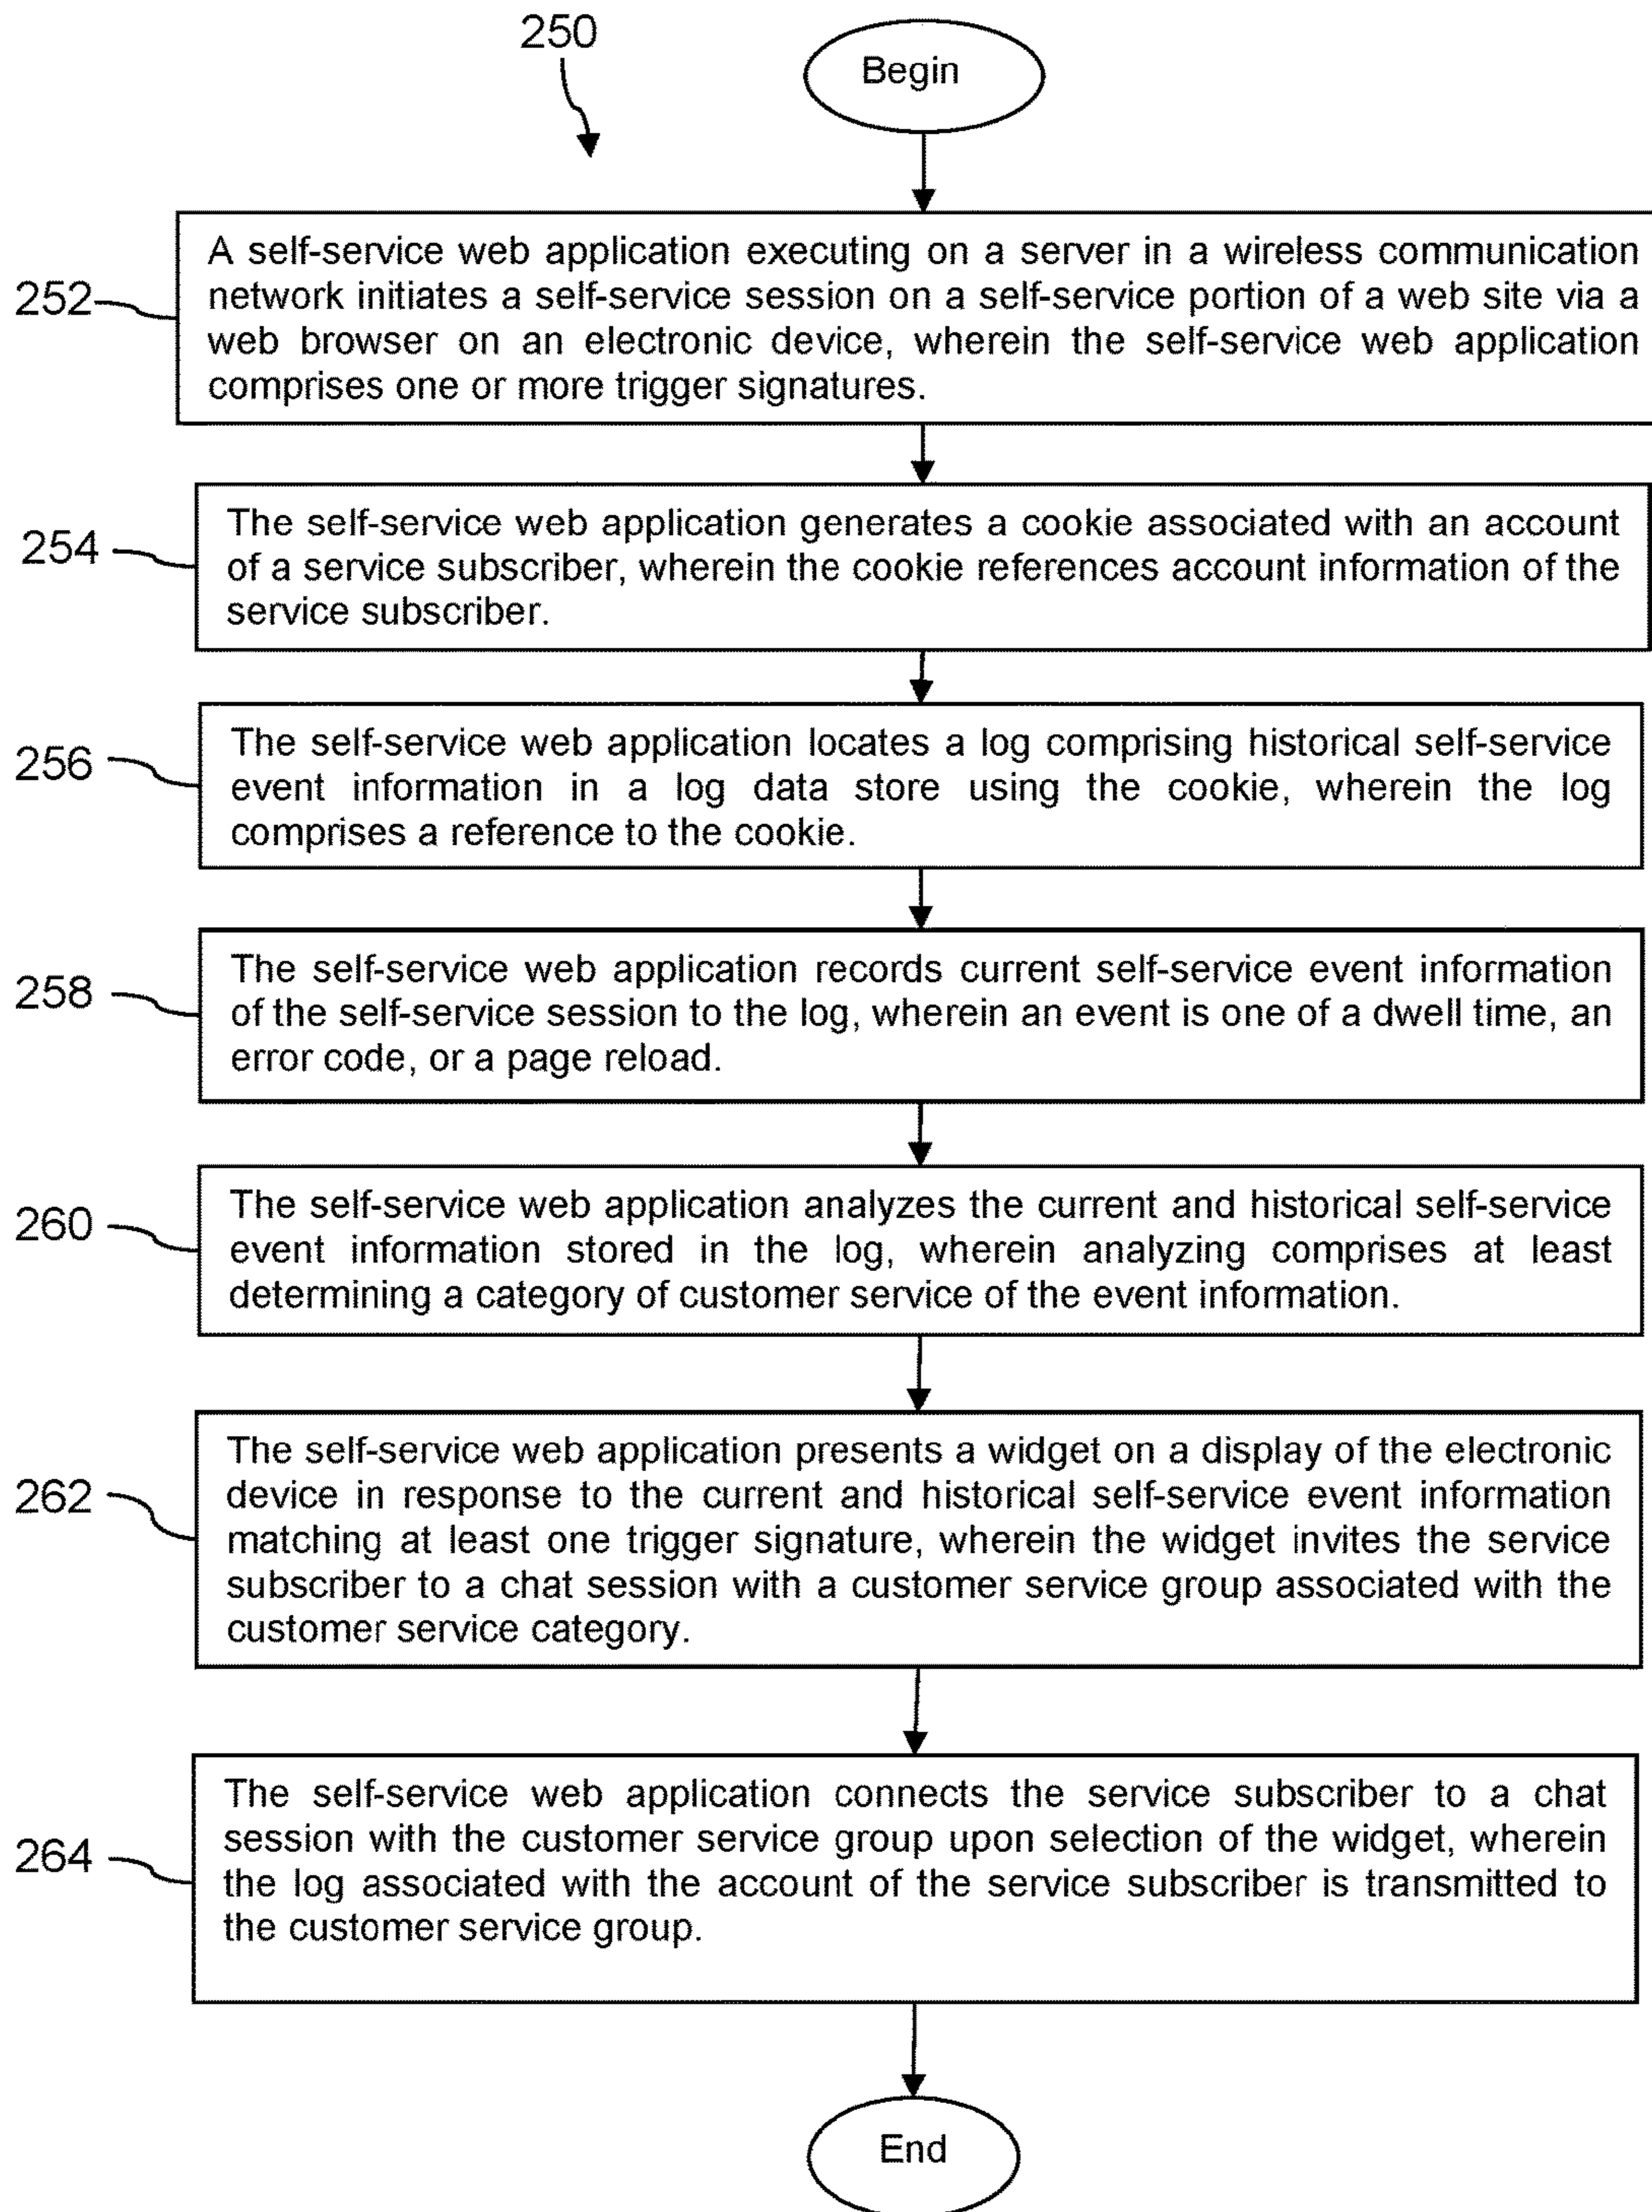 250
Begin
252
A self-service web application executing on a server in a wireless communication
network initiates a self-service session on a self-service portion of a web site via a
web browser on an electronic device, wherein the self-service web application
comprises one or more trigger signatures.
254
The self-service web application generates a cookie associated with an account
of a service subscriber, wherein the cookie references account information of the
service subscriber.
256
The self-service web application locates a log comprising historical self-service
event information in a log data store using the cookie, wherein the log
comprises a reference to the cookie.
258
The self-service web application records current self-service event information
of the self-service session to the log, wherein an event is one of a dwell time, an
error code, or a page reload.
260
The self-service web application analyzes the current and historical self-service
event information stored in the log, wherein analyzing comprises at least
determining a category of customer service of the event information.
262
The self-service web application presents a widget on a display of the electronic
device in response to the current and historical self-service event information
matching at least one trigger signature, wherein the widget invites the service
subscriber to a chat session with a customer service group associated with the
customer service category.
264
The self-service web application connects the service subscriber to a chat
session with the customer service group upon selection of the widget, wherein
the log associated with the account of the service subscriber is transmitted to
the customer service group.
End